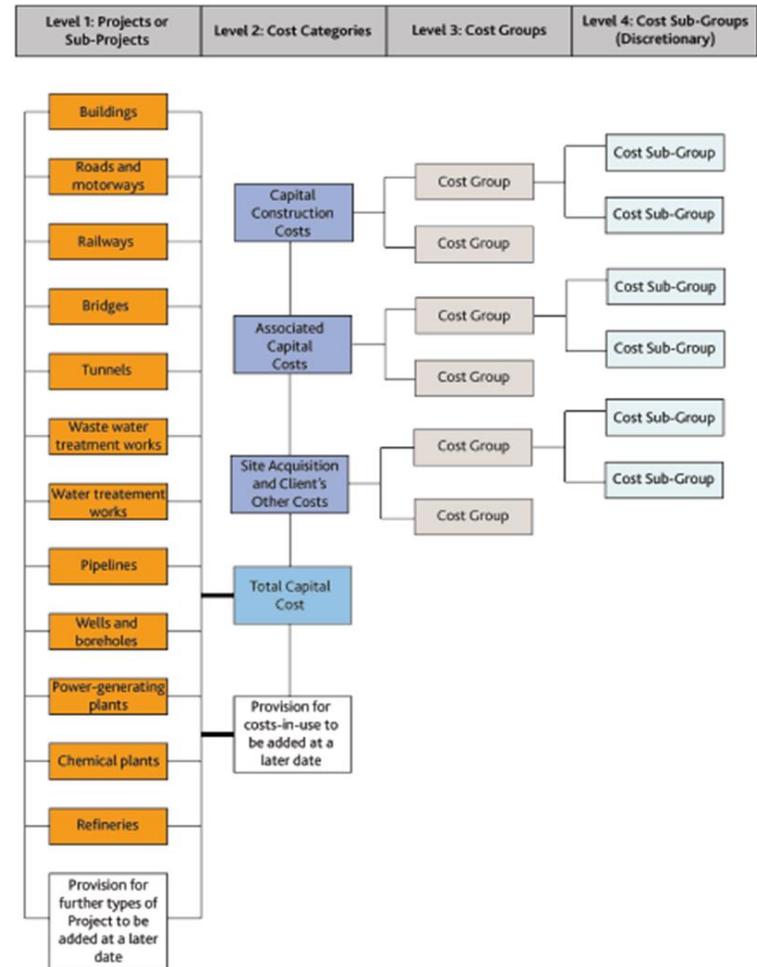 Level 1: Projects or
Sub-Projects
Level 2: Cost Categories
Level 3: Cost Groups
Level 4: Cost Sub-Groups
(Discretionary)
Buildings
Roads and
motorways
Railways
Bridges
Tunnels
Waste water
treatment works
Water treatement
works
Pipelines
Wells and
boreholes
Power-generating
plants
Chemical plants
Refineries
Provision for
further types of
Project to be
added at a later
date
Capital
Construction
Costs
Associated
Capital
Costs
Site Acquisition
and Client's
Other Costs
Total Capital
Cost
Provision for
costs-in-use to
be added at a
later date
Cost Group
Cost Group
Cost Group
Cost Group
Cost Group
Cost Group
Cost Sub-Group
Cost Sub-Group
Cost Sub-Group
Cost Sub-Group
Cost Sub-Group
Cost Sub-Group